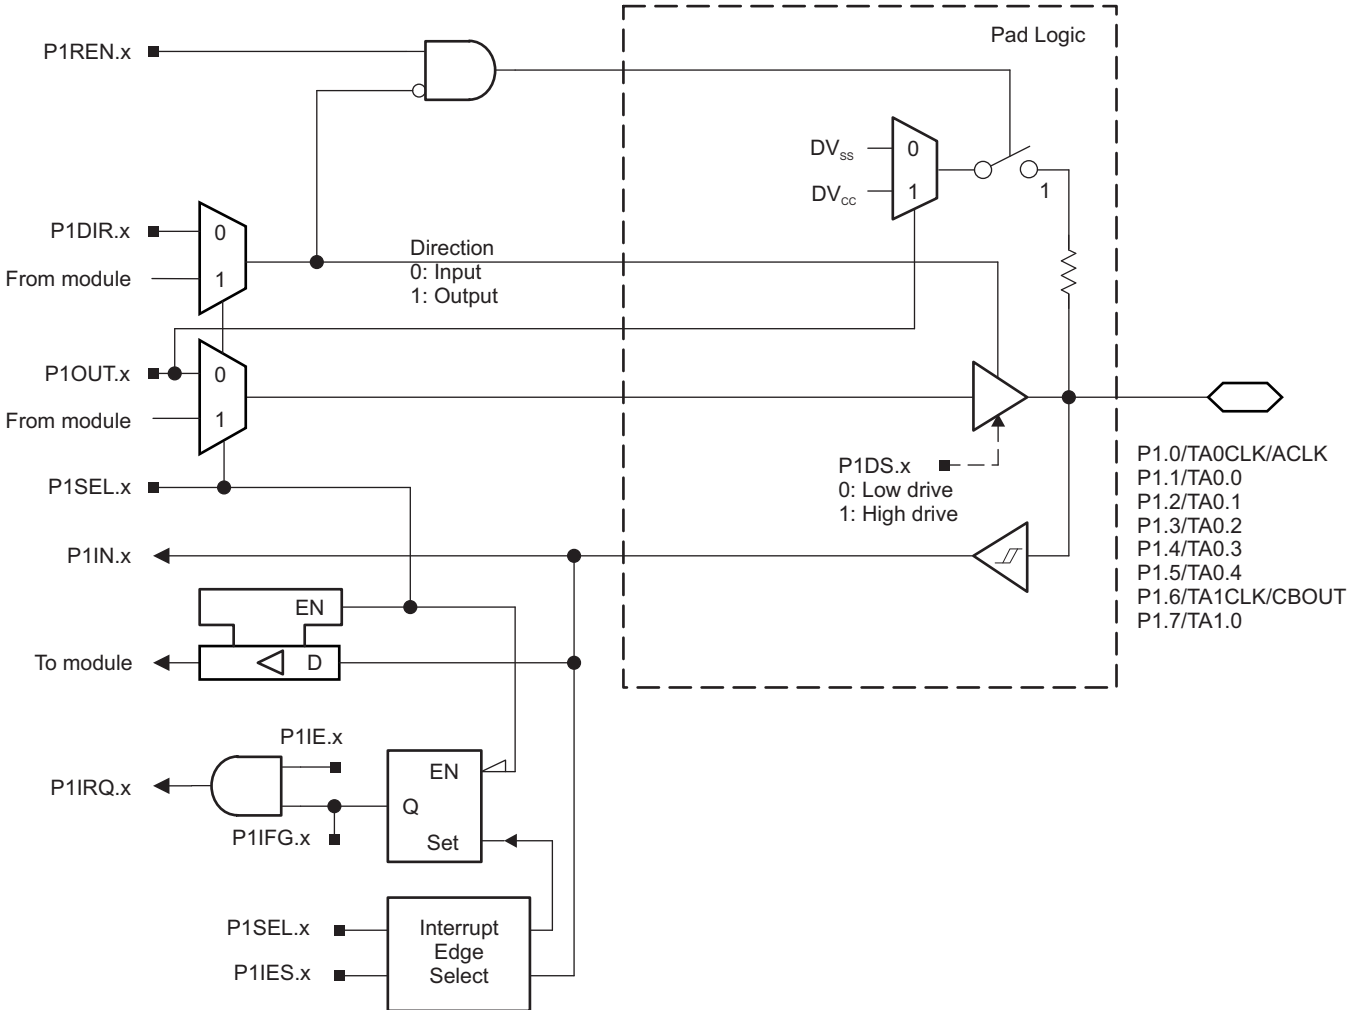 Pad Logic
P1REN.x
DVSS
0
DVCC
1
1
P1DIR.x
0
From module
1
Direction
0: Input
1: Output
P1OUT.x
0
From module
1
P1SEL.x
P1DS.x
0: Low drive
1: High drive
P1.0/TA0CLK/ACLK
P1.1/TA0.0
P1.2/TA0.1
P1.3/TA0.2
P1.4/TA0.3
P1.5/TA0.4
P1.6/TA1CLK/CBOUT
P1.7/TA1.0
P1IN.x
EN
To module
D
P1IE.x
P1IRQ.x
EN
Q
P1IFG.x
Set
P1SEL.x
P1IES.x
Interrupt
Edge
Select